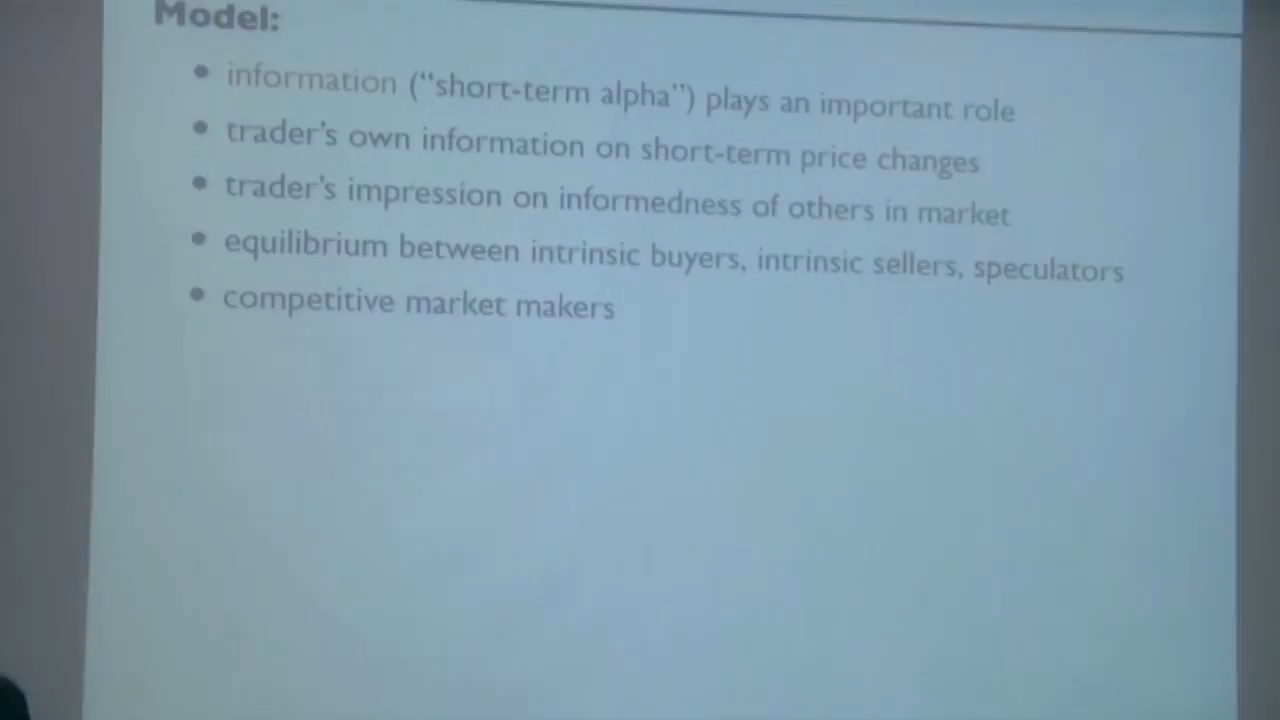 Model:
• information (“short-term alpha”) plays an important role
• trader’s own information on short-term price changes
• trader’s impression on informedness of others in market
• equilibrium between intrinsic buyers, intrinsic sellers, speculators
• competitive market makers